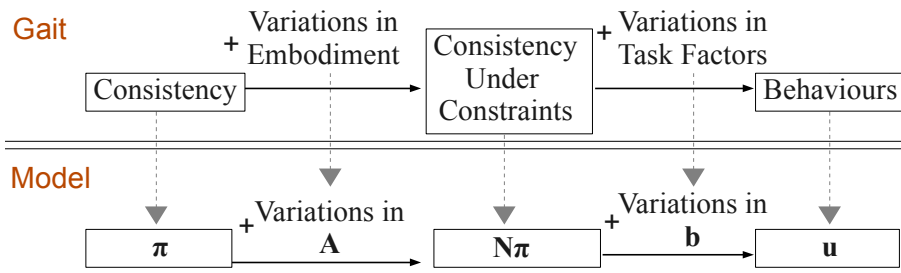 Gait
+ Variations in
Embodiment
Consistency
Consistency
Under
Constraints
+ Variations in
Task Factors
Behaviours
Model
π
+ Variations in
A
Nπ
+ Variations in
b
u